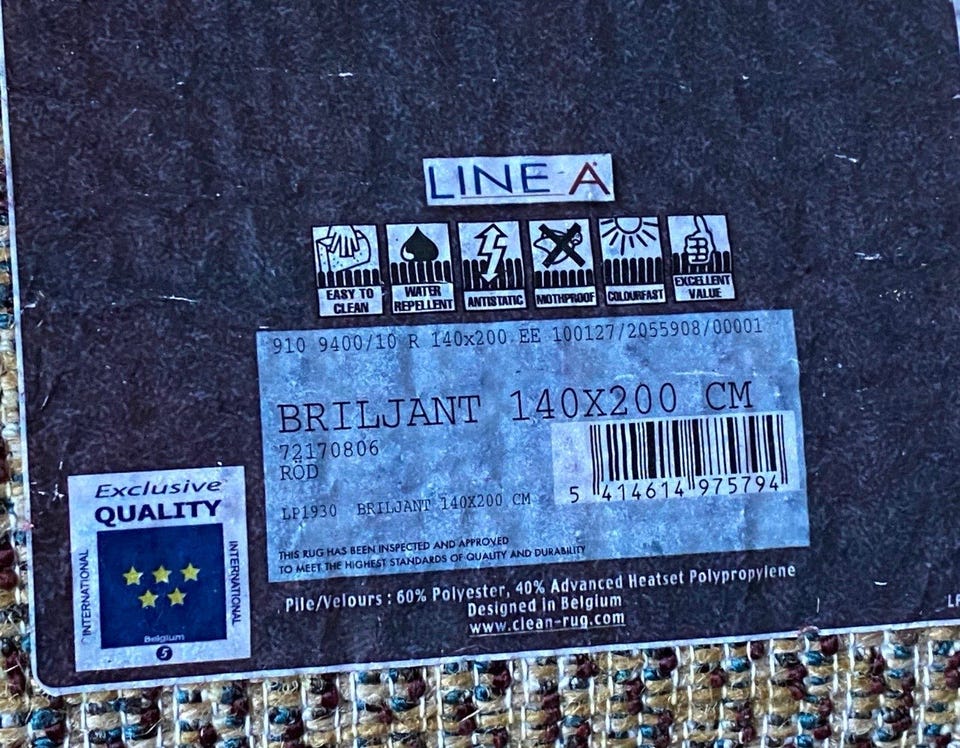 LINE A
EASY TO
CLEAN
WATER
REPELLENT
ANTISTATIC
MOTHPROOF
COLOURFAST
EXCELLENT
VALUE
910 9400/10 R 140x200 EE 100127/2055908/00001
BRILJANT 140X200 CM
72170806
RÖD
5 414614 975794
LP1930 BRILJANT 140X200 CM
THIS RUG HAS BEEN INSPECTED AND APPROVED
TO MEET THE HIGHEST STANDARDS OF QUALITY AND DURABILITY
Exclusive
QUALITY
INTERNATIONAL
INTERNATIONAL
Belgium
5
Pile/Velours : 60% Polyester, 40% Advanced Heatset Polypropylene
Designed in Belgium
www.clean-rug.com